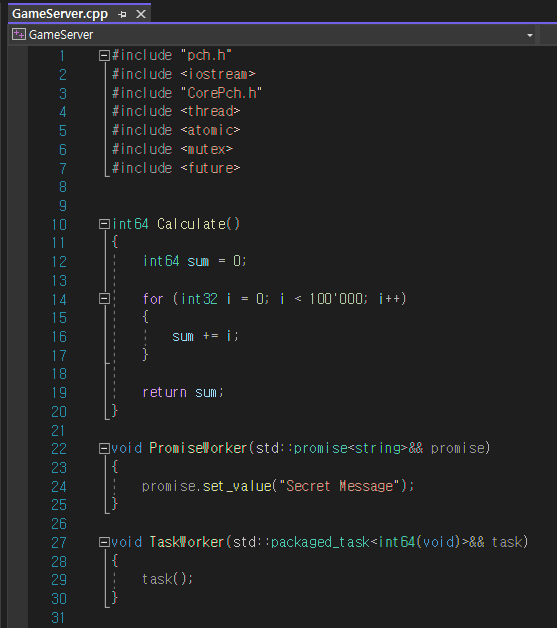 GameServer.cpp
GameServer
1 #include "pch.h"
2 #include <iostream>
3 #include "CorePch.h"
4 #include <thread>
5 #include <atomic>
6 #include <mutex>
7 #include <future>
8
9
10 int64 Calculate()
11 {
12 int64 sum = 0;
13
14 for (int32 i = 0; i < 100'000; i++)
15 {
16 sum += i;
17 }
18
19 return sum;
20 }
21
22 void PromiseWorker(std::promise<string>&& promise)
23 {
24 promise.set_value("Secret Message");
25 }
26
27 void TaskWorker(std::packaged_task<int64(void)>&& task)
28 {
29 task();
30 }
31